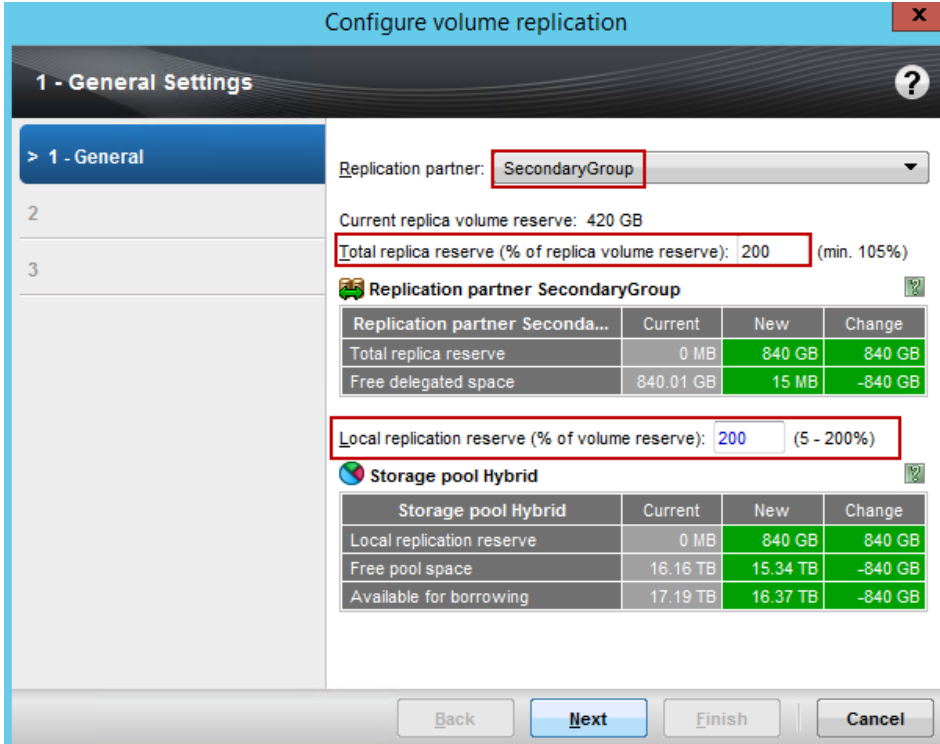 Configure volume replication
x
1 - General Settings
?
> 1 - General
2
3
Replication partner: SecondaryGroup
Current replica volume reserve: 420 GB
Total replica reserve (% of replica volume reserve): 200 (min. 105%)
Replication partner SecondaryGroup ?
Replication partner Seconda... Current New Change
Total replica reserve 0 MB 840 GB 840 GB
Free delegated space 840.01 GB 15 MB -840 GB
Local replication reserve (% of volume reserve): 200 (5 - 200%)
Storage pool Hybrid ?
Storage pool Hybrid Current New Change
Local replication reserve 0 MB 840 GB 840 GB
Free pool space 16.16 TB 15.34 TB -840 GB
Available for borrowing 17.19 TB 16.37 TB -840 GB
Back Next Finish Cancel